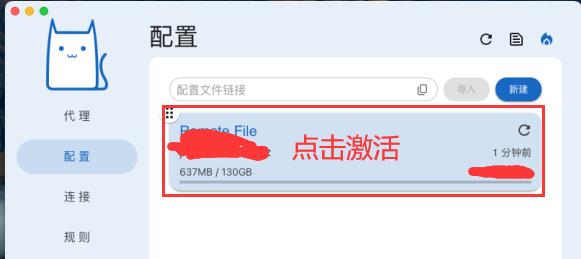 配置
代 理
配 置
连 接
规 则
配置文件链接
导入
新建
Remote File
点击激活
1 分钟前
637MB / 130GB